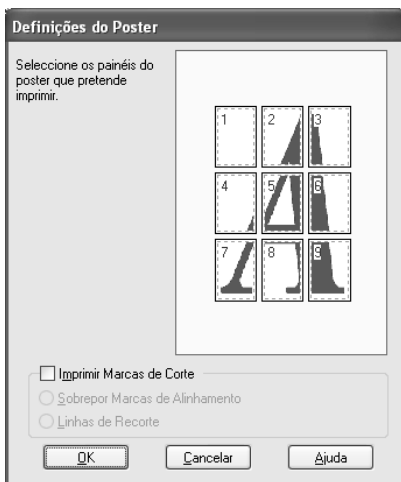 Definições do Poster
Seleccione os painéis do
poster que pretende
imprimir.
1 2 3
4 5 6
7 8 9
Imprimir Marcas de Corte
Sobrepor Marcas de Alinhamento
Linhas de Recorte
OK Cancelar Ajuda